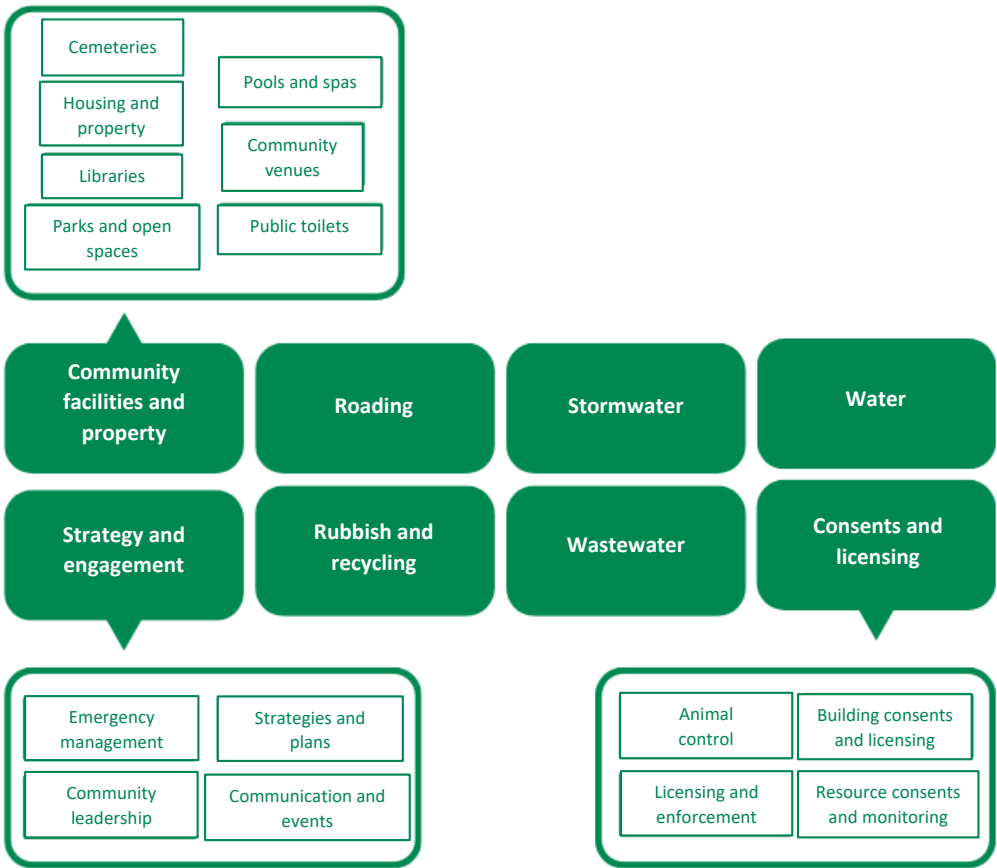 Cemeteries
Pools and spas
Housing and
property
Community
venues
Libraries
Parks and open
spaces
Public toilets
Community
facilities and
property
Roading
Stormwater
Water
Strategy and
engagement
Rubbish and
recycling
Wastewater
Consents and
licensing
Emergency
management
Strategies and
plans
Community
leadership
Communication and
events
Animal
control
Building consents
and licensing
Licensing and
enforcement
Resource consents
and monitoring